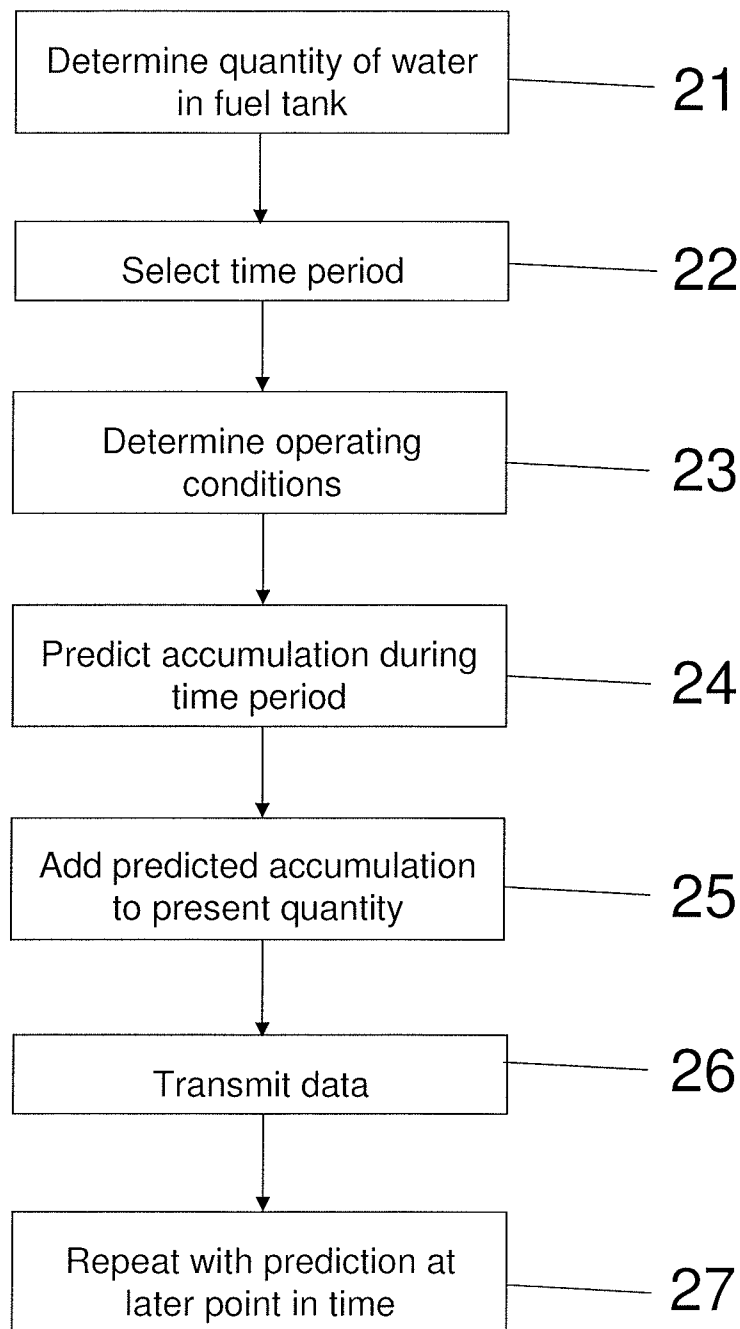 Determine quantity of water
in fuel tank
21
Select time period
22
Determine operating
conditions
23
Predict accumulation during
time period
24
Add predicted accumulation
to present quantity
25
Transmit data
26
Repeat with prediction at
later point in time
27